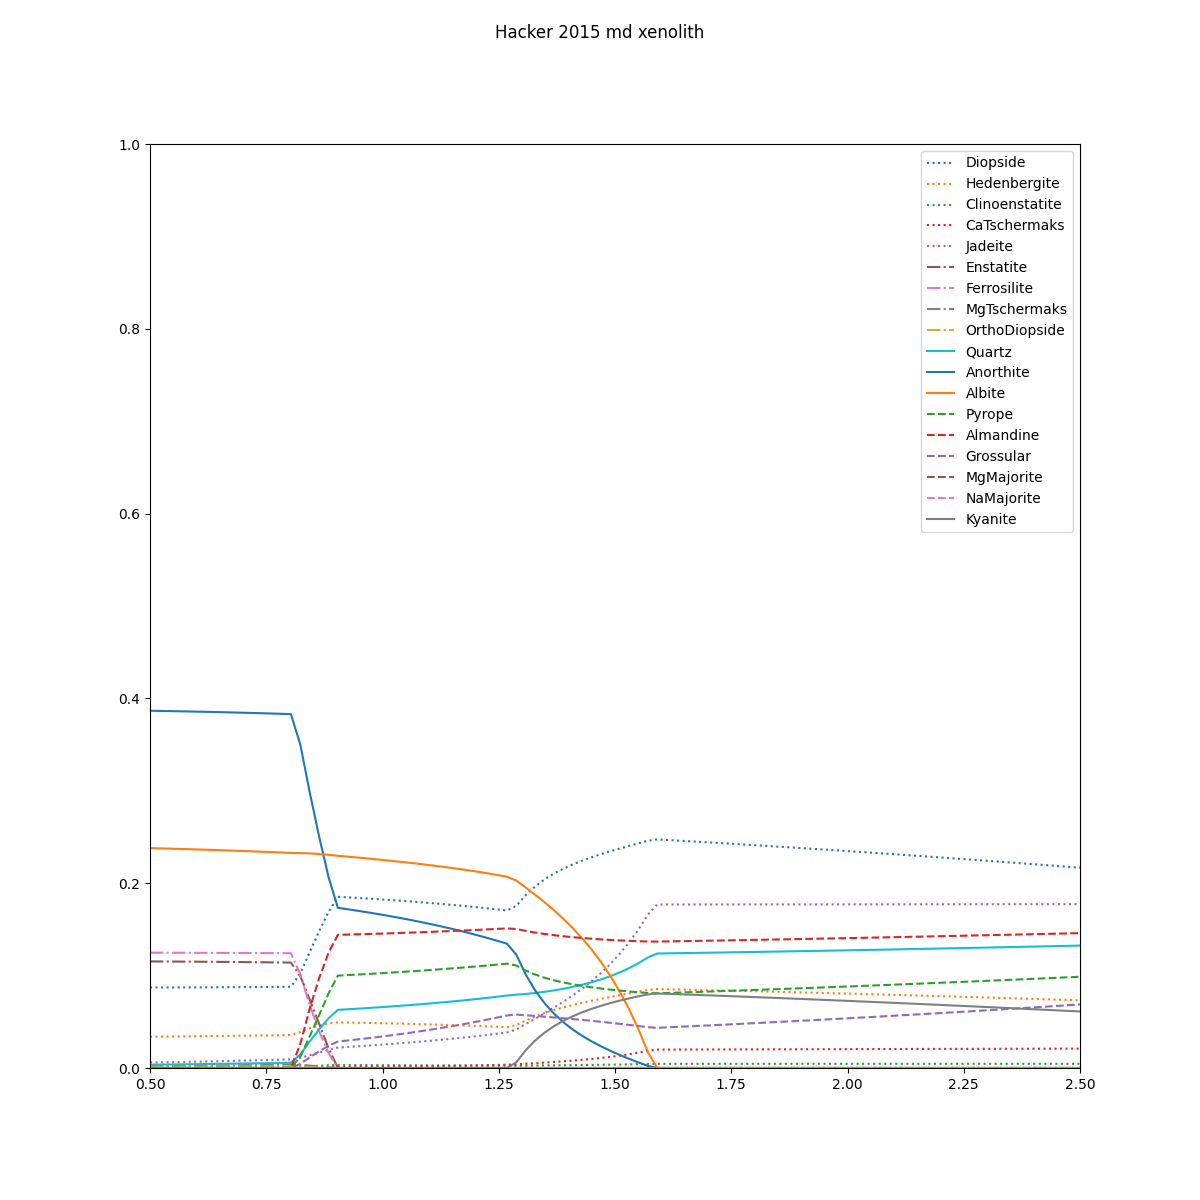 Hacker 2015 md xenolith
1.0
0.8
0.6
0.4
0.2
0.0
0.50
0.75
1.00
1.25
1.50
1.75
2.00
2.25
2.50
Diopside
Hedenbergite
Clinoenstatite
CaTschermaks
Jadeite
Enstatite
Ferrosilite
MgTschermaks
OrthoDiopside
Quartz
Anorthite
Albite
Pyrope
Almandine
Grossular
MgMajorite
NaMajorite
Kyanite